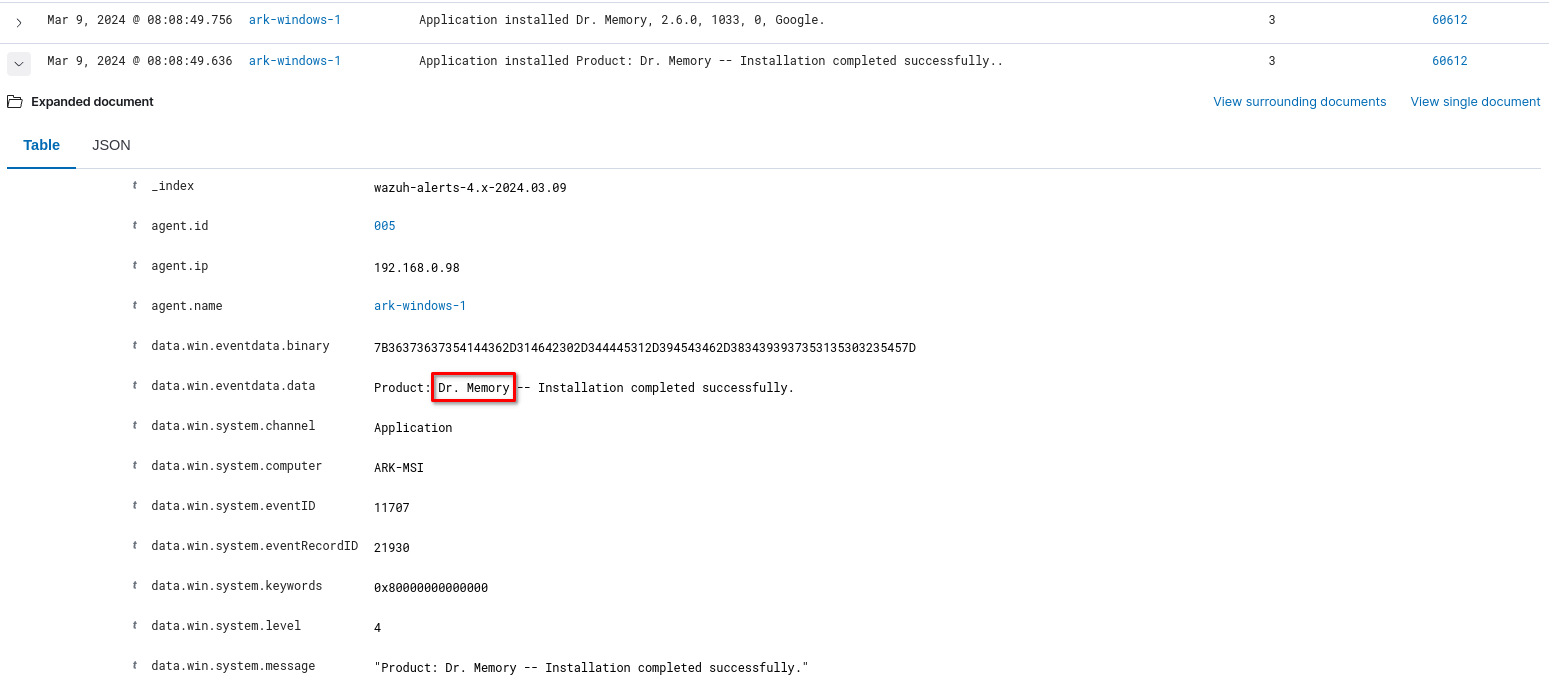 Mar 9, 2024 @ 08:08:49.756 ark-windows-1 Application installed Dr. Memory, 2.6.0, 1033, 0, Google. 3 60612
Mar 9, 2024 @ 08:08:49.636 ark-windows-1 Application installed Product: Dr. Memory -- Installation completed successfully.. 3 60612
Expanded document View surrounding documents View single document
Table JSON
t _index wazuh-alerts-4.x-2024.03.09
t agent.id 005
t agent.ip 192.168.0.98
t agent.name ark-windows-1
t data.win.eventdata.binary 7B36373637354144362D314642302D344445312D394543462D3834393937353135303235457D
t data.win.eventdata.data Product: Dr. Memory -- Installation completed successfully.
t data.win.system.channel Application
t data.win.system.computer ARK-MSI
t data.win.system.eventID 11707
t data.win.system.eventRecordID 21930
t data.win.system.keywords 0x80000000000000
t data.win.system.level 4
t data.win.system.message "Product: Dr. Memory -- Installation completed successfully."